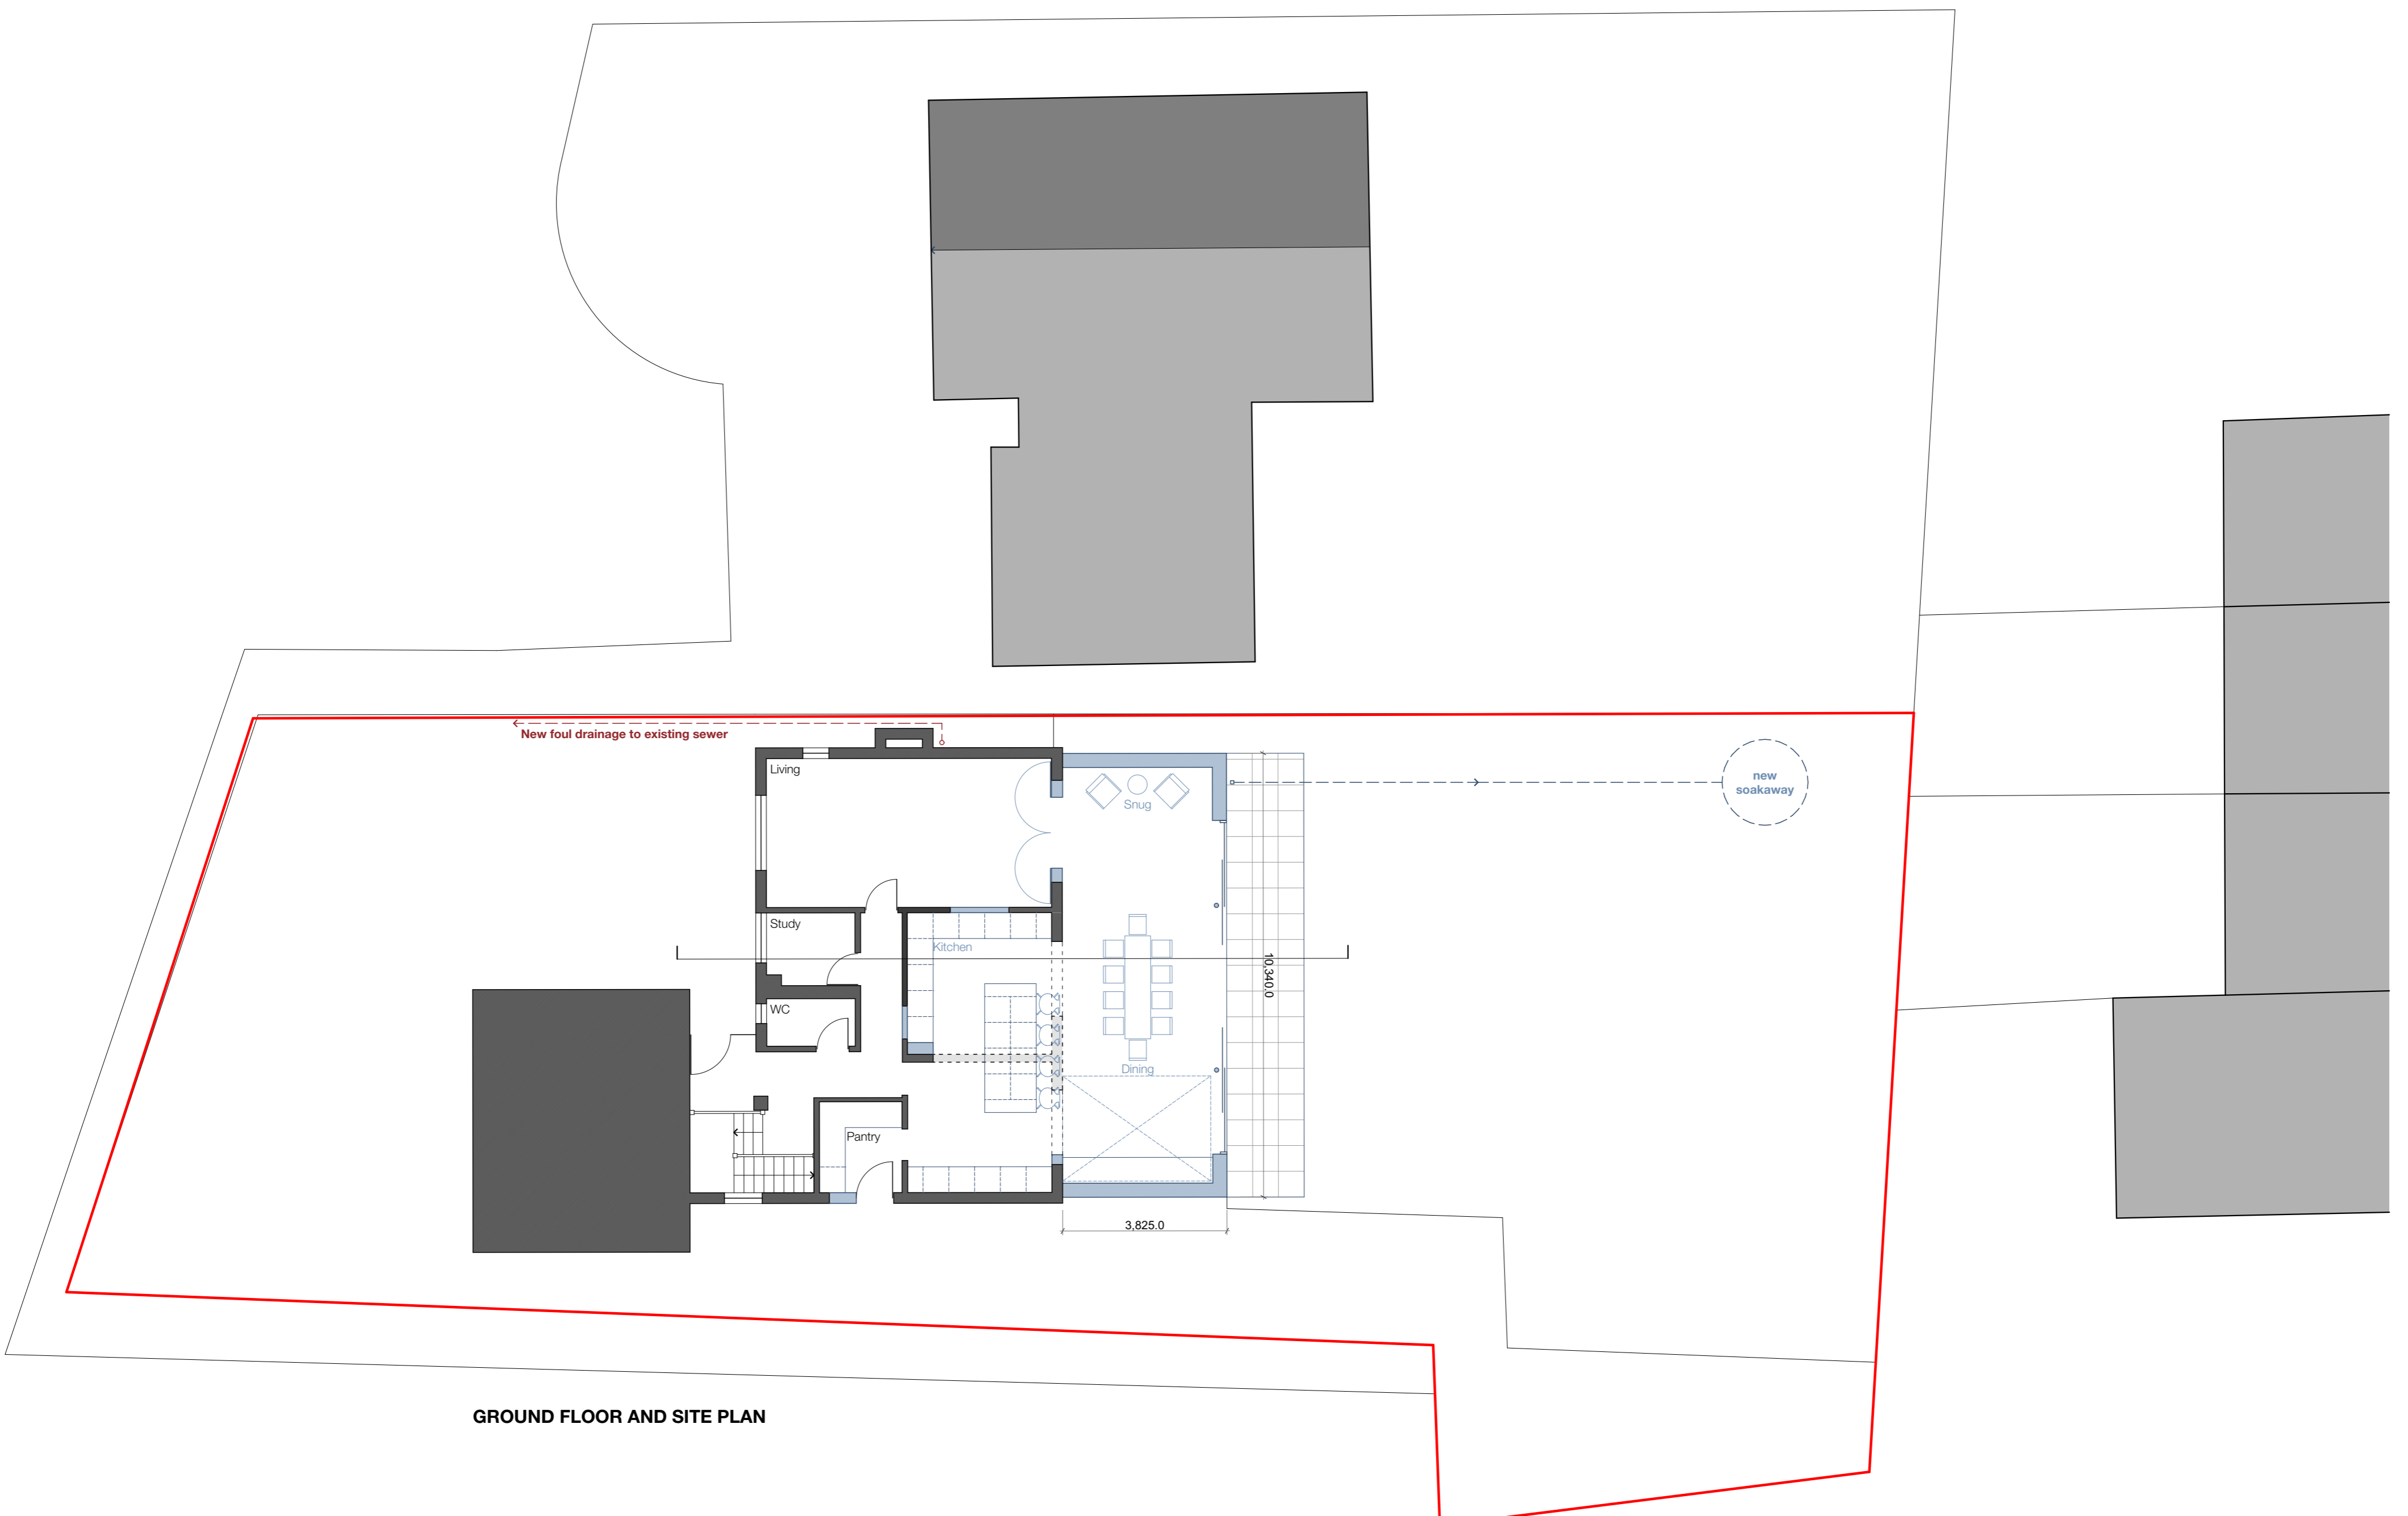 New foul drainage to existing sewer
Living
Snug
new
soakaway
Study
Kitchen
WC
10,340.0
Dining
Pantry
3,825.0
GROUND FLOOR AND SITE PLAN